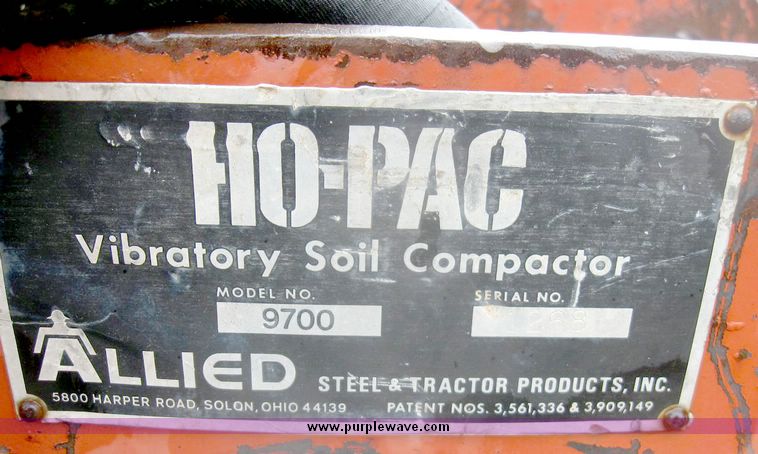 HO-PAC
Vibratory Soil Compactor
MODEL NO. SERIAL NO.
9700
ALLIED STEEL & TRACTOR PRODUCTS, INC.
5800 HARPER ROAD, SOLON, OHIO 44139 PATENT NOS. 3,561,336 & 3,909,149
www.purplewave.com